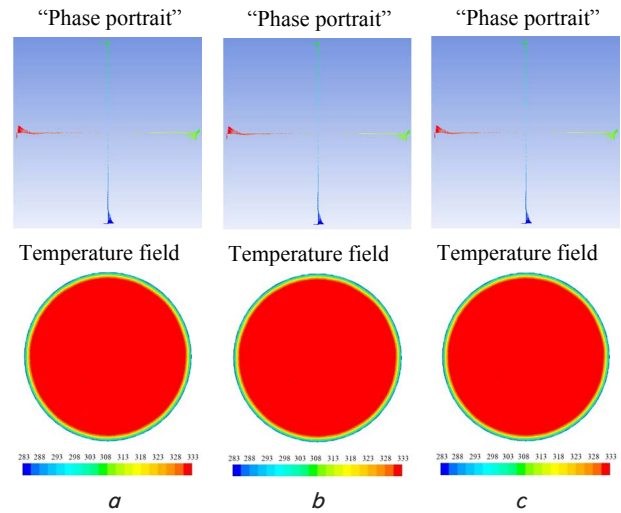 “Phase portrait” “Phase portrait” “Phase portrait”
Temperature field Temperature field Temperature field
283 288 293 298 303 308 313 318 323 328 333 283 288 293 298 303 308 313 318 323 328 333 283 288 293 298 303 308 313 318 323 328 333
a b c